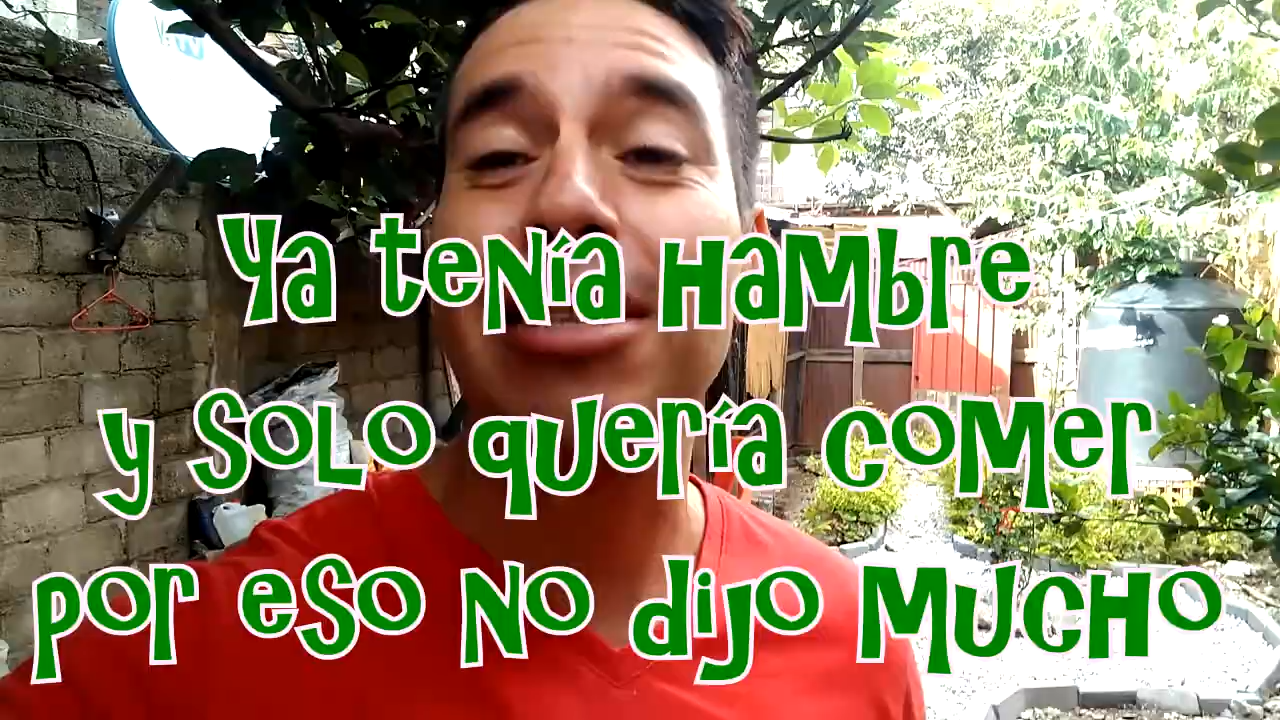 Ya tenía hambre
y solo quería comer
por eso no dijo mucho